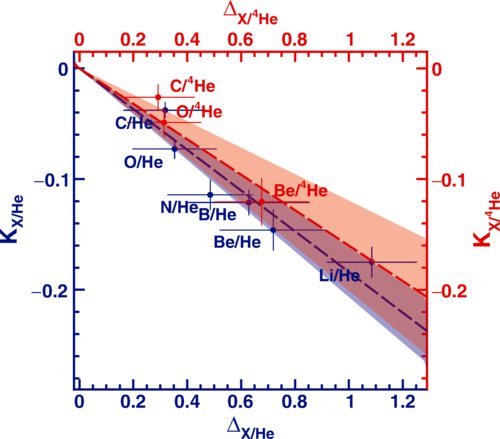 Δ_X/⁴He
0 0.2 0.4 0.6 0.8 1 1.2
0 0
−0.1 −0.1
−0.2 −0.2
K_X/He
K_X/⁴He
C/⁴He
O/⁴He
C/He
O/He
Be/⁴He
N/He
B/He
Be/He
Li/He
0 0.2 0.4 0.6 0.8 1 1.2
Δ_X/He